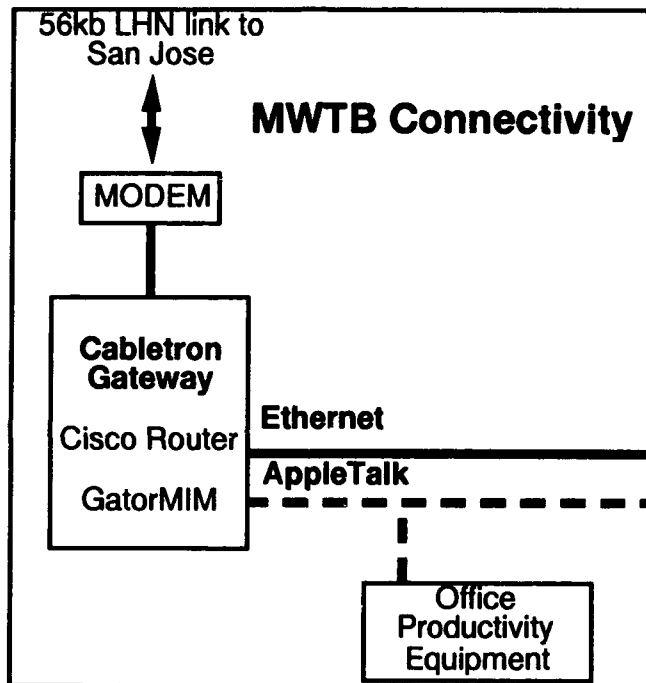 56kb LHN link to
San Jose
MWTB Connectivity
MODEM
Cabletron
Gateway
Cisco Router
GatorMIM
Ethernet
AppleTalk
Office
Productivity
Equipment